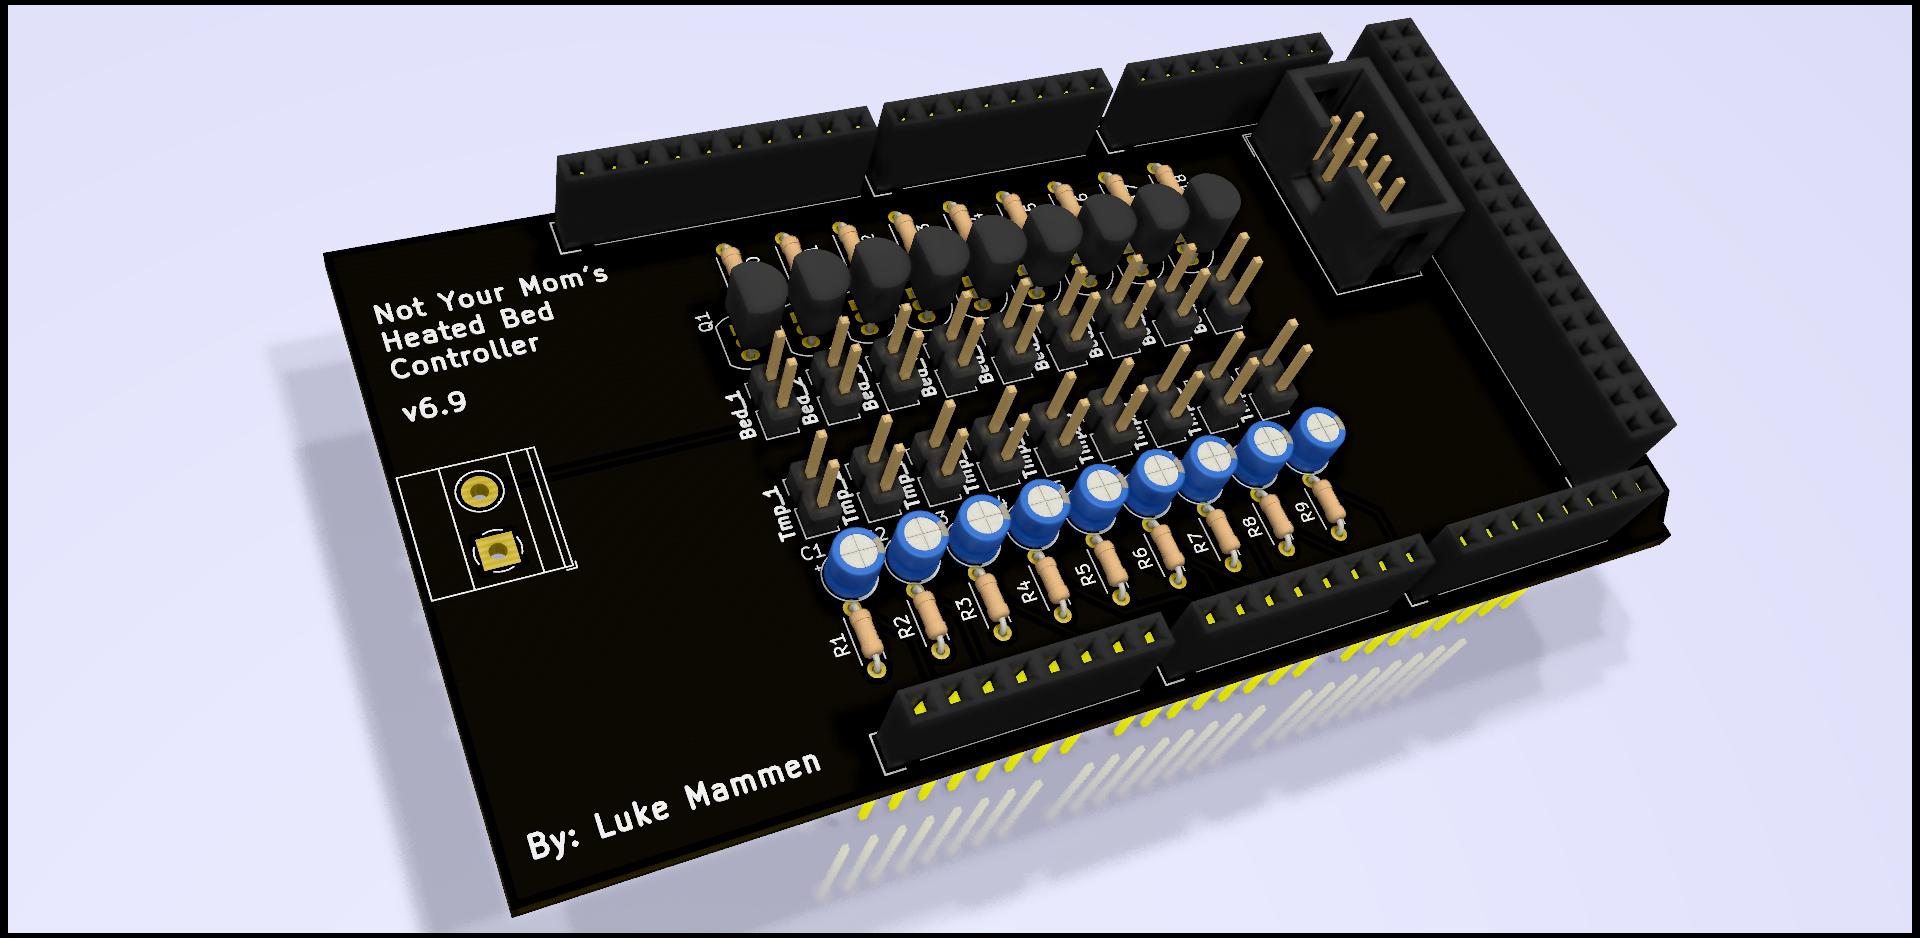 Not Your Mom's
Heated Bed
Controller
v6.9
By: Luke Mammen
Q1
Bed_1
Tmp_1
C1
R1
R2
R3
R4
R5
R6
R7
R8
R9